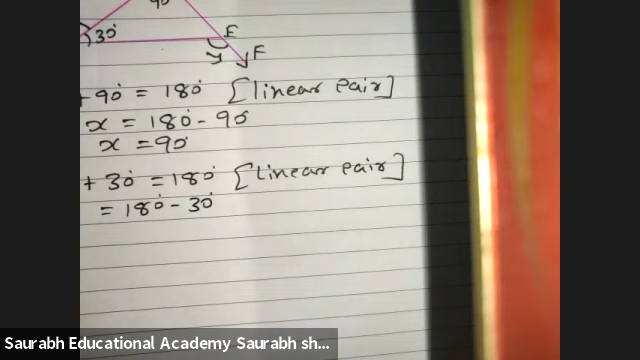 90
30°
E
y
F
+ 90° = 180° [linear pair]
x = 180° - 90°
x = 90°
+ 30° = 180° [linear pair]
= 180° - 30°
Saurabh Educational Academy Saurabh sh...